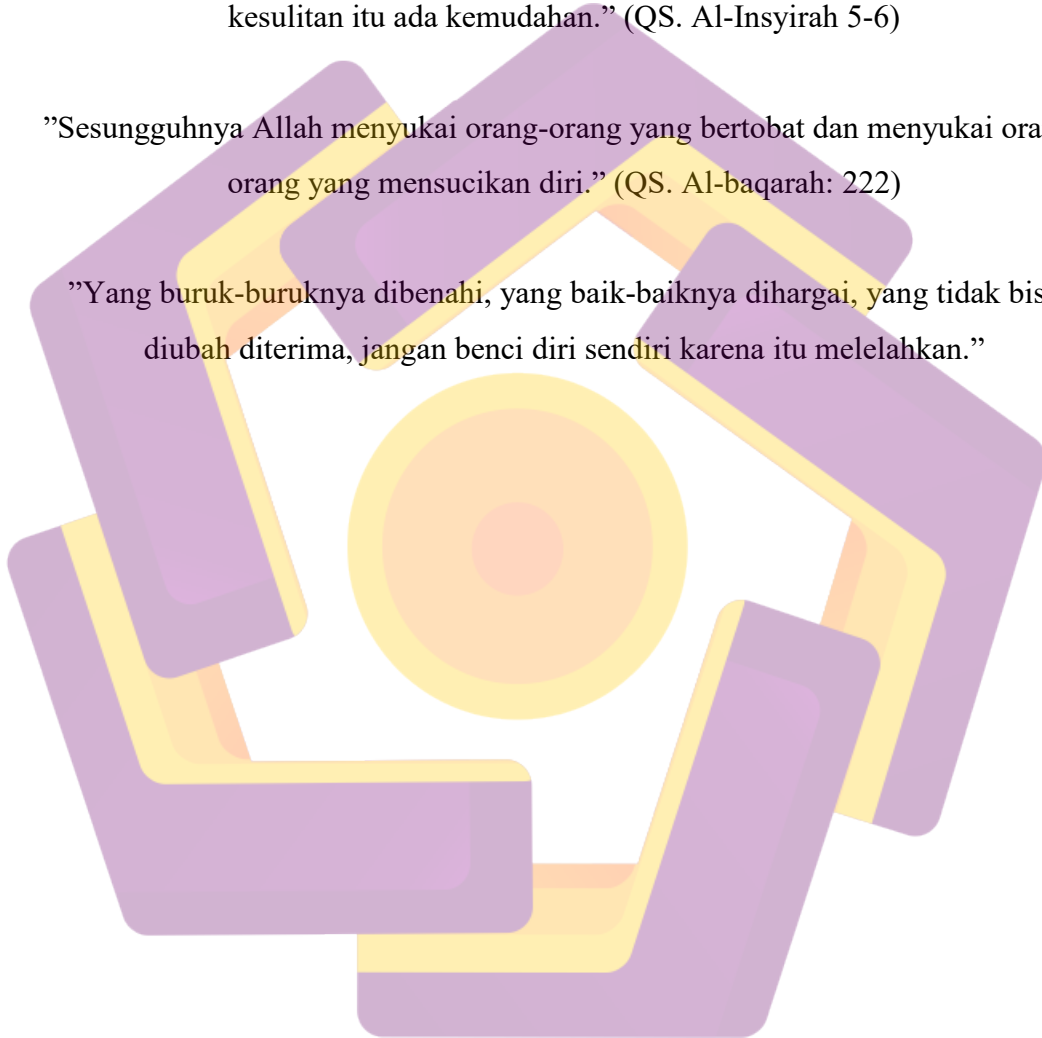 kesulitan itu ada kemudahan.” (QS. Al-Insyirah 5-6)
”Sesungguhnya Allah menyukai orang-orang yang bertobat dan menyukai ora
orang yang mensucikan diri.” (QS. Al-baqarah: 222)
”Yang buruk-buruknya dibenahi, yang baik-baiknya dihargai, yang tidak bis
diubah diterima, jangan benci diri sendiri karena itu melelahkan.”